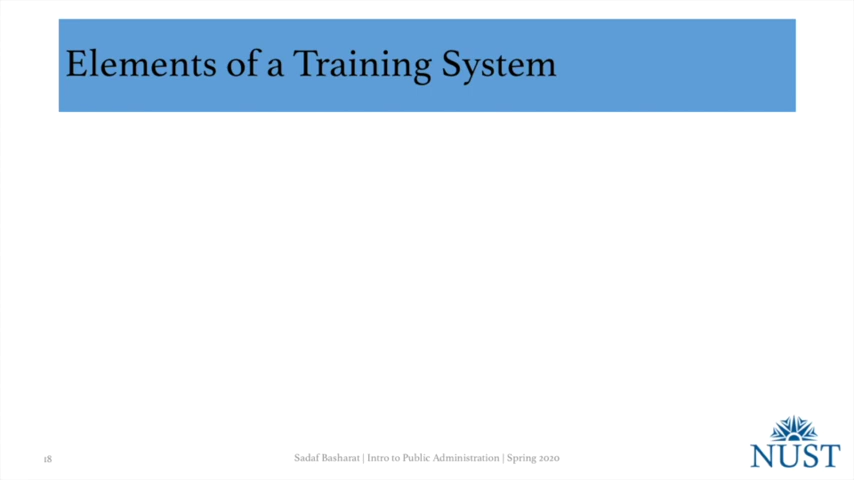 Elements of a Training System
18
Sadaf Basharat | Intro to Public Administration | Spring 2020
NUST